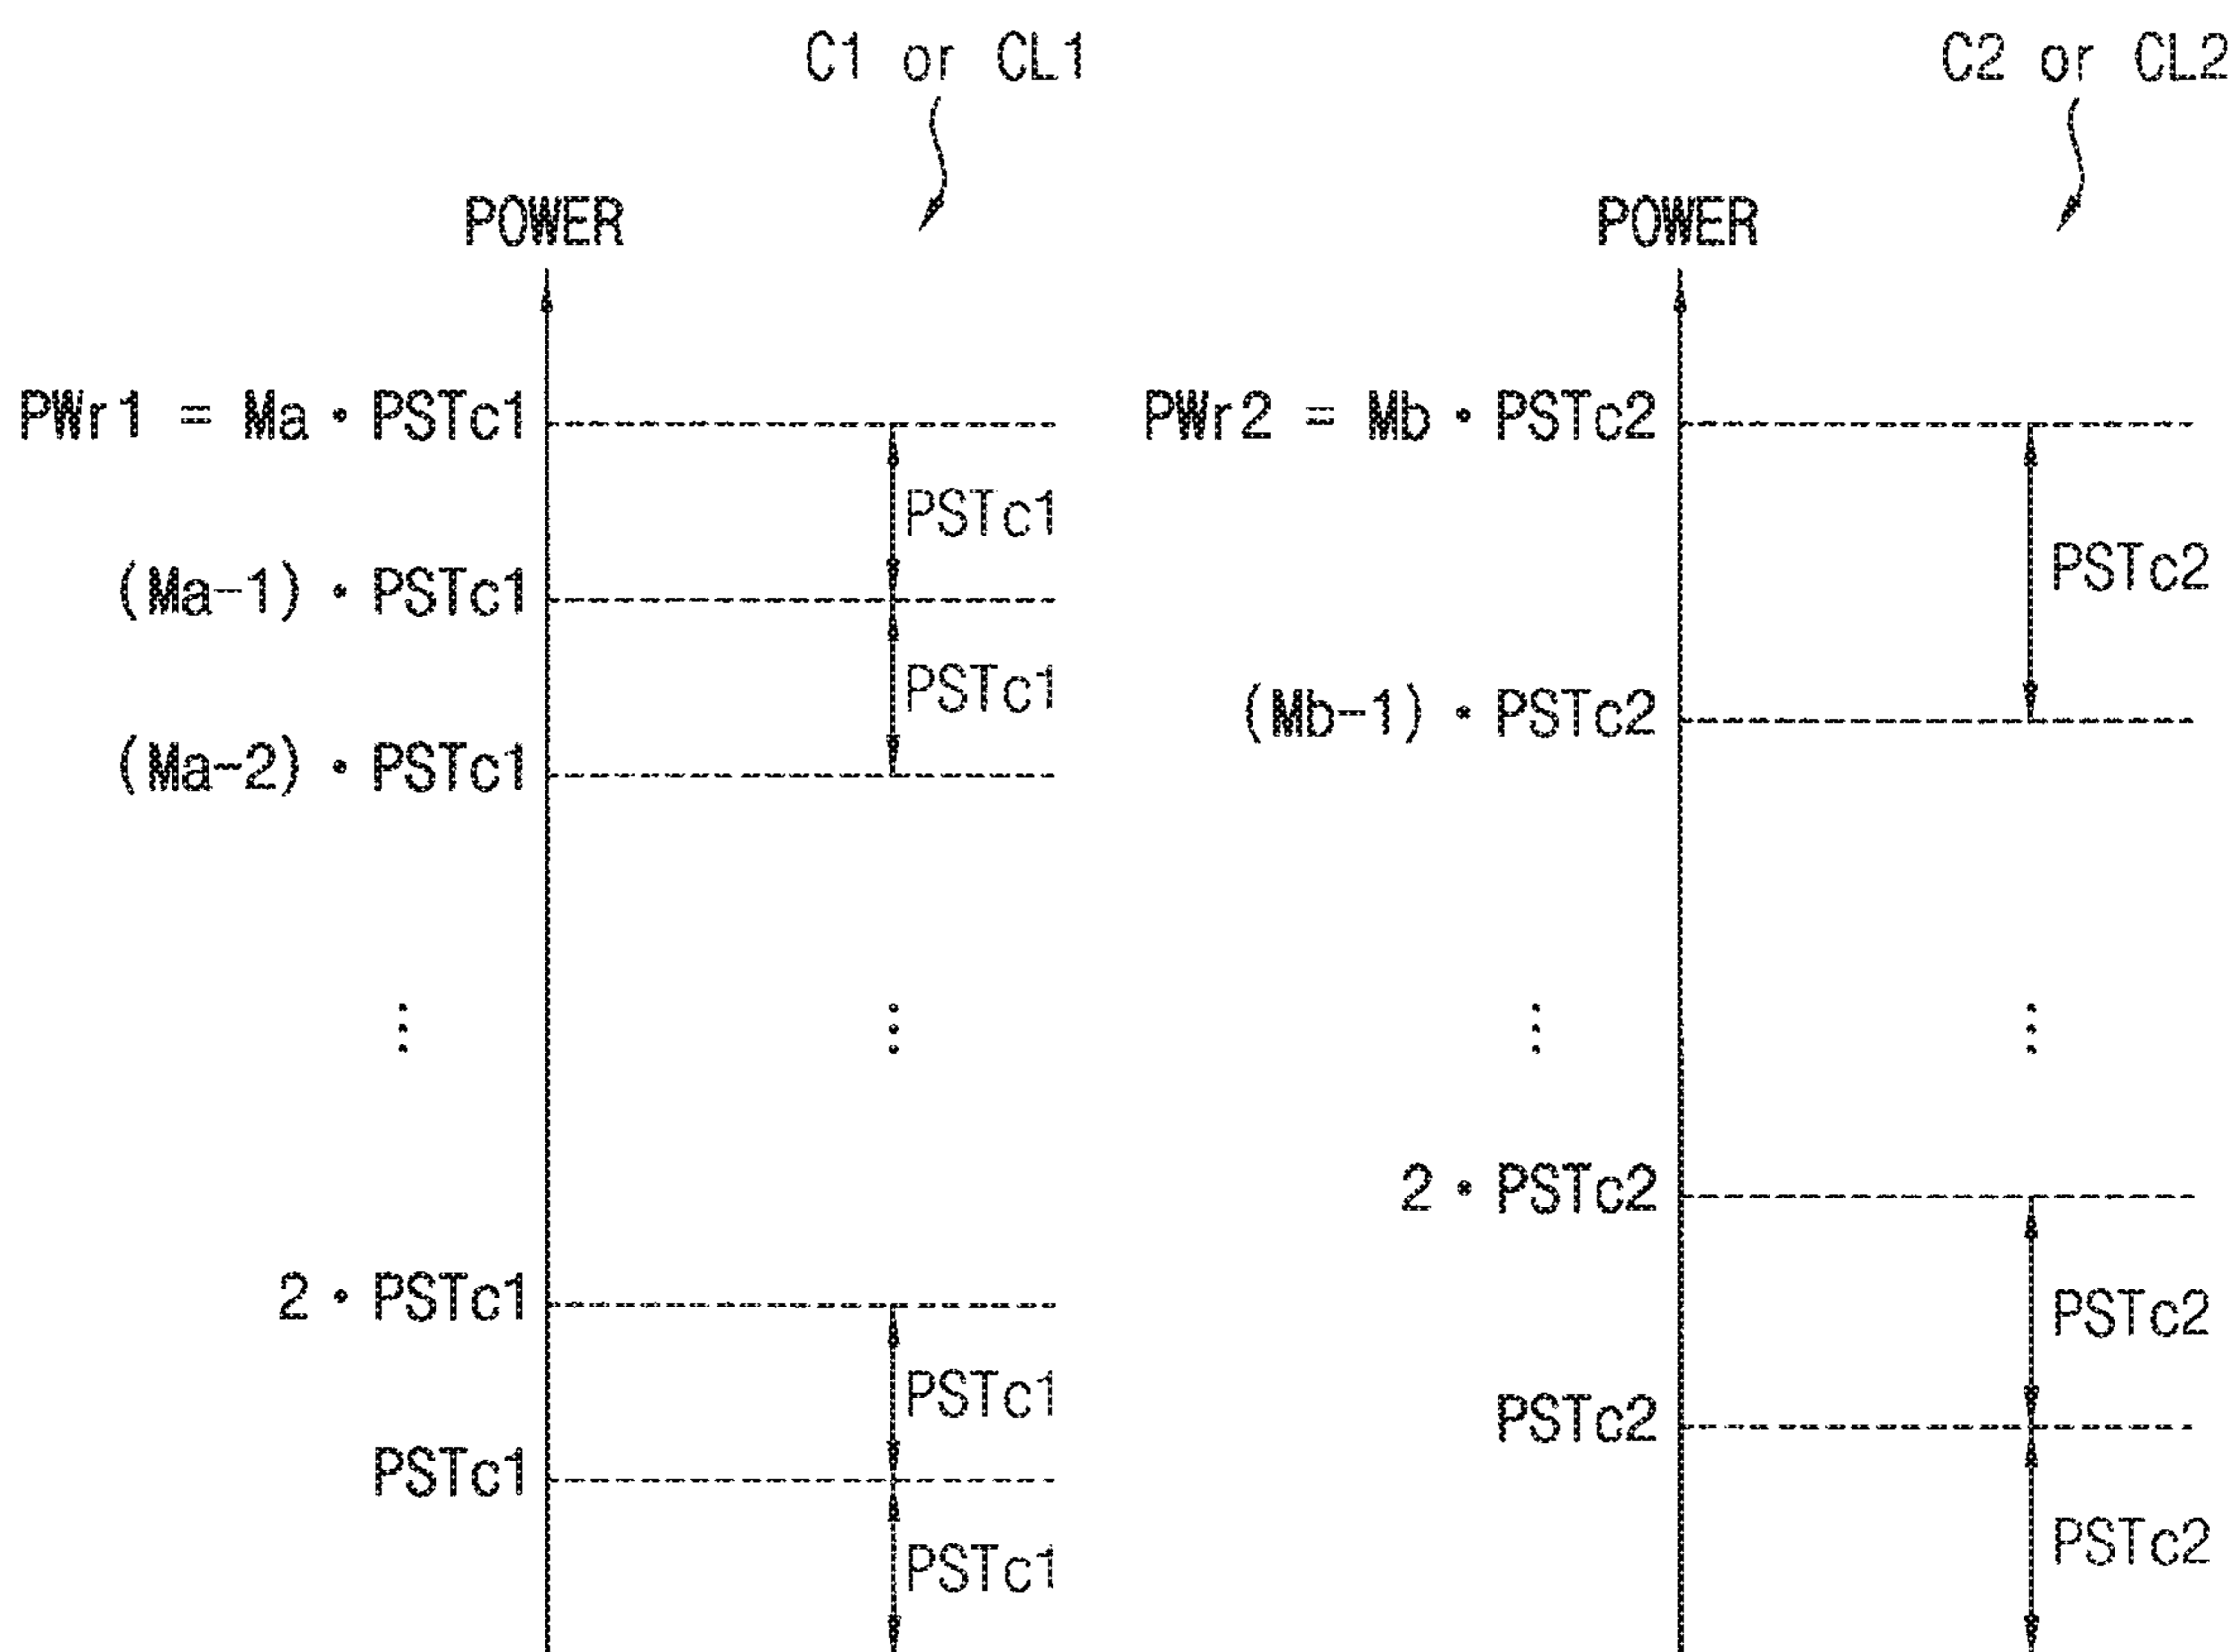 C1 or CL1
POWER
PWr1 = Ma · PSTc1
PSTc1
(Ma-1) · PSTc1
PSTc1
(Ma-2) · PSTc1
⋮ ⋮
2 · PSTc1
PSTc1
PSTc1
PSTc1
C2 or CL2
POWER
PWr2 = Mb · PSTc2
PSTc2
(Mb-1) · PSTc2
⋮ ⋮
2 · PSTc2
PSTc2
PSTc2
PSTc2